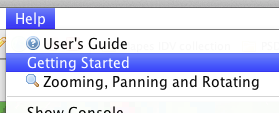 Help
User's Guide
Getting Started
Zooming, Panning and Rotating
Show Console